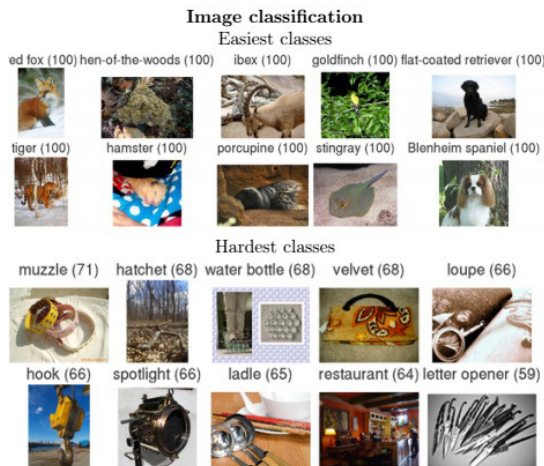 Image classification
Easiest classes
ed fox (100) hen-of-the-woods (100) ibex (100) goldfinch (100) flat-coated retriever (100)
tiger (100) hamster (100) porcupine (100) stingray (100) Blenheim spaniel (100)
Hardest classes
muzzle (71) hatchet (68) water bottle (68) velvet (68) loupe (66)
hook (66) spotlight (66) ladle (65) restaurant (64) letter opener (59)